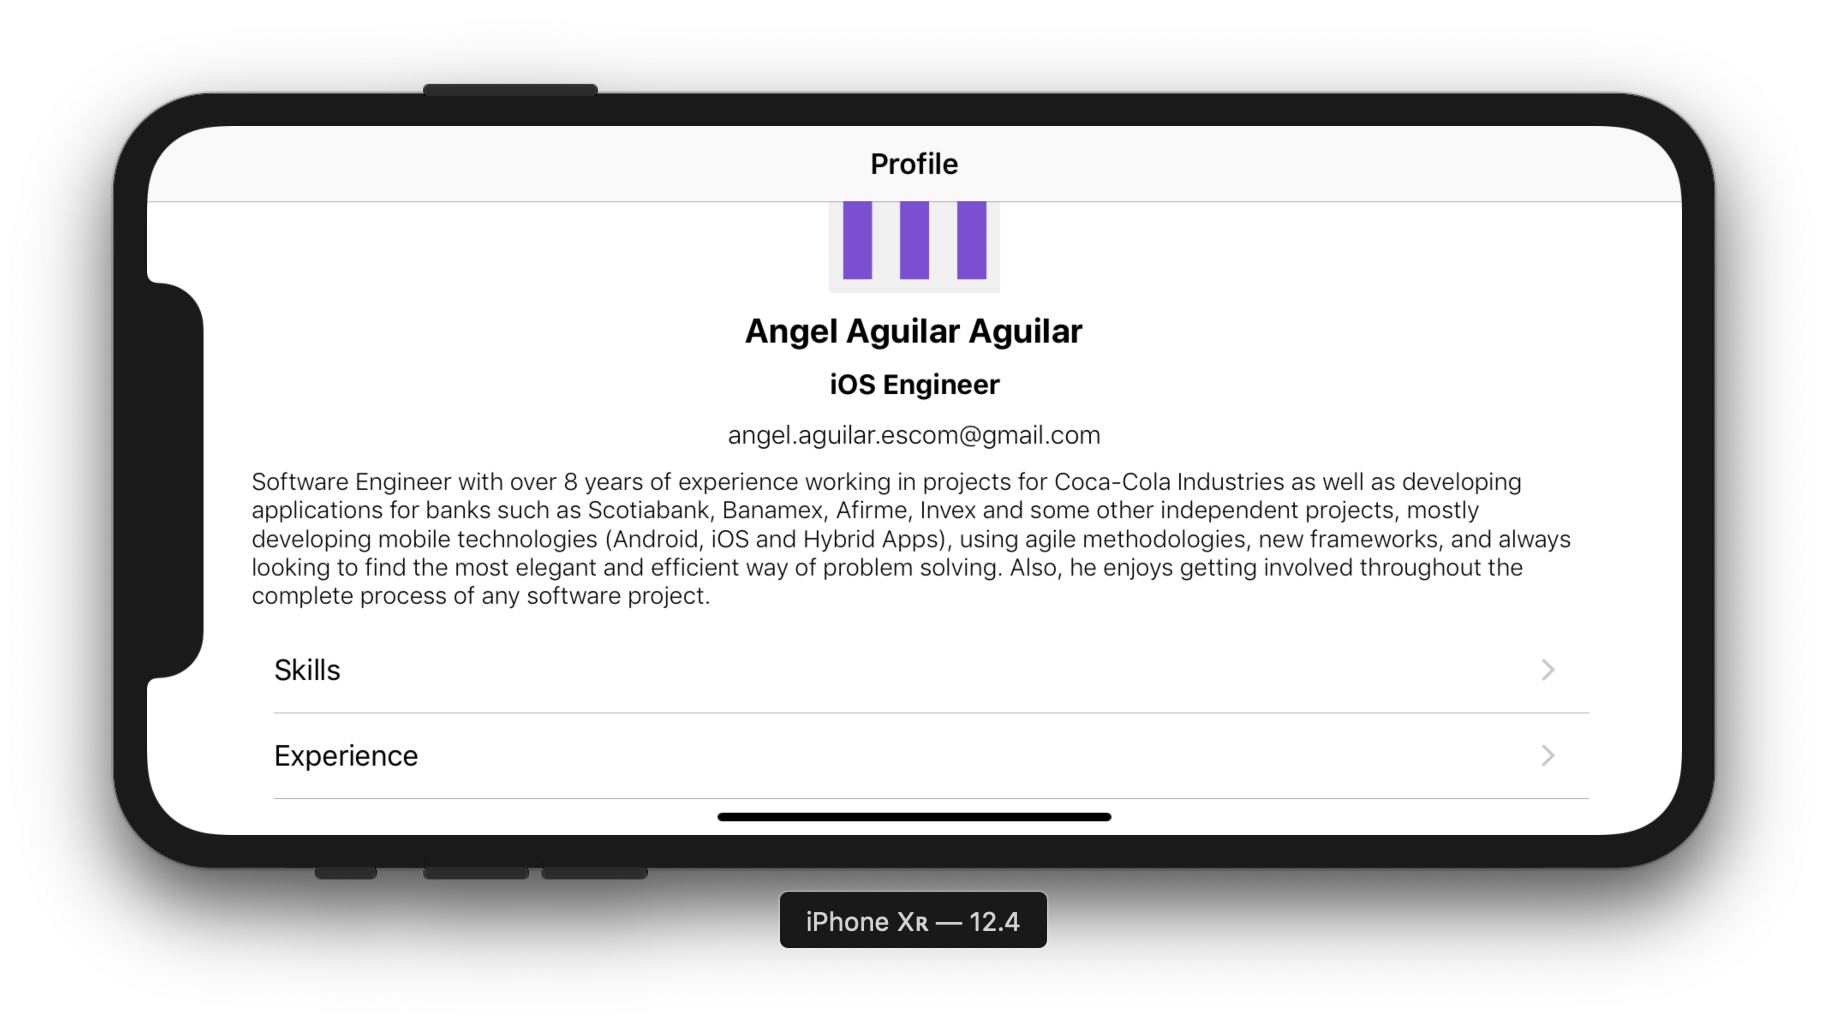 Profile
Angel Aguilar Aguilar
iOS Engineer
angel.aguilar.escom@gmail.com
Software Engineer with over 8 years of experience working in projects for Coca-Cola Industries as well as developing
applications for banks such as Scotiabank, Banamex, Afirme, Invex and some other independent projects, mostly
developing mobile technologies (Android, iOS and Hybrid Apps), using agile methodologies, new frameworks, and always
looking to find the most elegant and efficient way of problem solving. Also, he enjoys getting involved throughout the
complete process of any software project.
Skills
Experience
iPhone Xʀ — 12.4